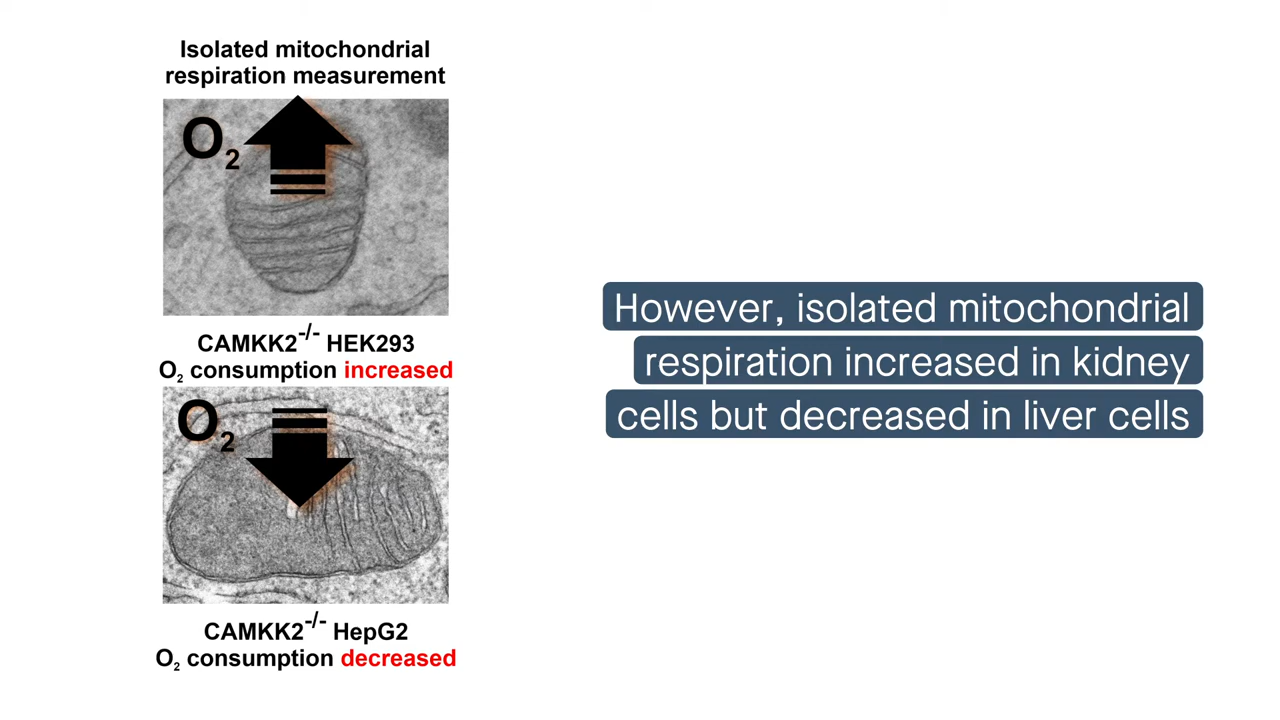 Isolated mitochondrial
respiration measurement
O₂
CAMKK2⁻/⁻ HEK293
O₂ consumption increased
O₂
CAMKK2⁻/⁻ HepG2
O₂ consumption decreased
However, isolated mitochondrial
respiration increased in kidney
cells but decreased in liver cells